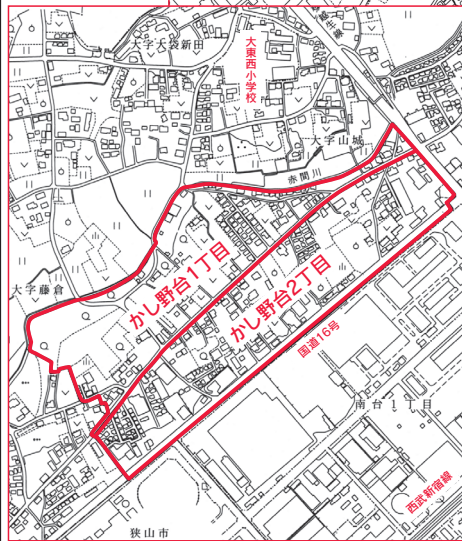 大字大袋新田
大東西小学校
大字山城
赤間川
かし野台1丁目
大字藤倉
かし野台2丁目
国道16号
南台1丁目
西武新宿線
狭山市